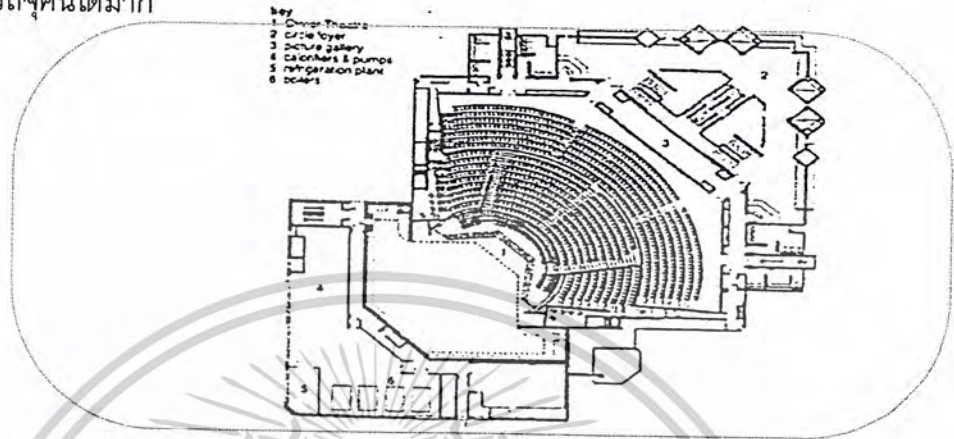 key
1 Olivier Theatre
2 circle foyer
3 picture gallery
4 calorifiers & pumps
5 refrigeration plant
6 boilers
2
3
1
4
5
6